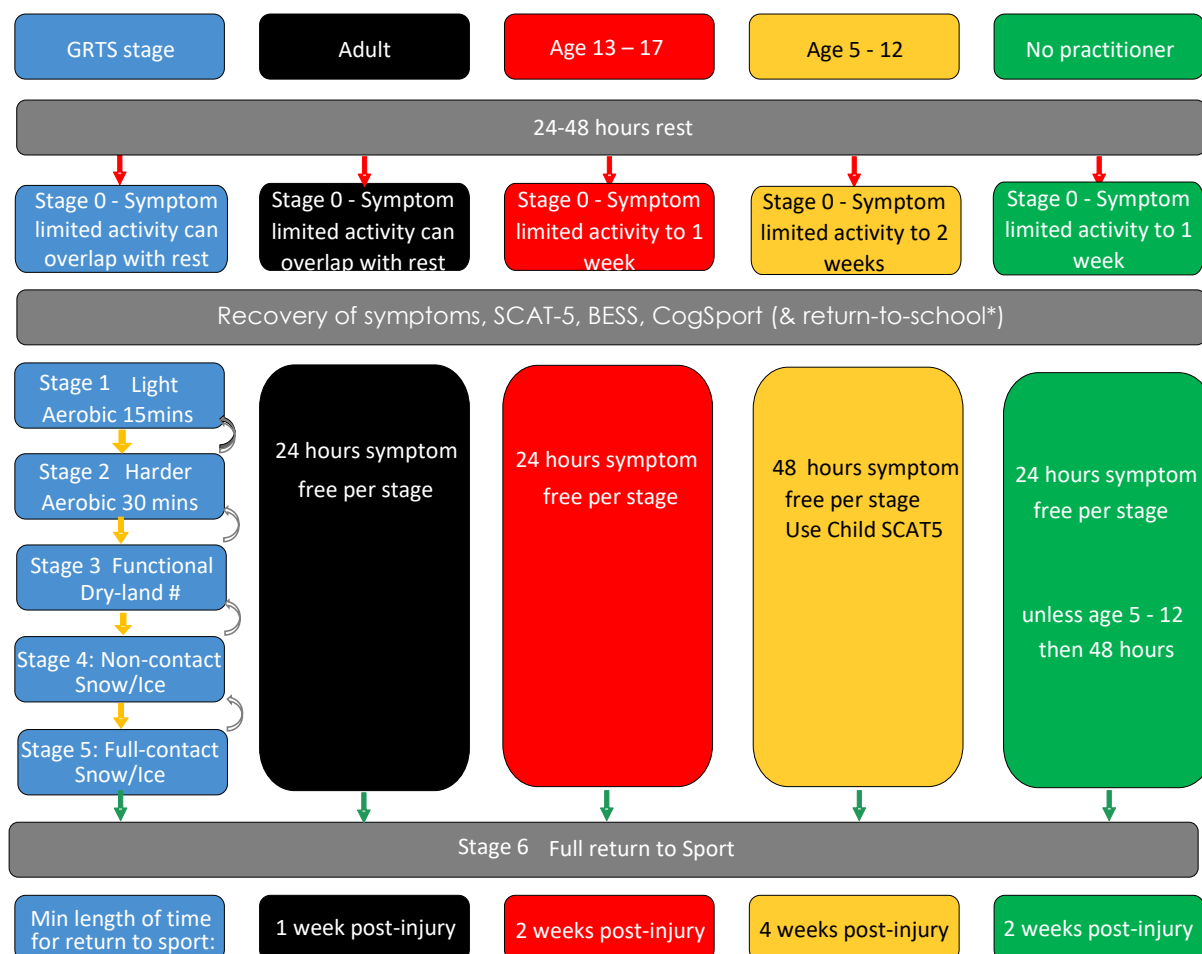 GRTS stage
Adult
Age 13 – 17
Age 5 - 12
No practitioner
24-48 hours rest
Stage 0 - Symptom
limited activity can
overlap with rest
Stage 0 - Symptom
limited activity can
overlap with rest
Stage 0 - Symptom
limited activity to 1
week
Stage 0 - Symptom
limited activity to 2
weeks
Stage 0 - Symptom
limited activity to 1
week
Recovery of symptoms, SCAT-5, BESS, CogSport (& return-to-school*)
Stage 1 Light
Aerobic 15mins
Stage 2 Harder
Aerobic 30 mins
Stage 3 Functional
Dry-land #
Stage 4: Non-contact
Snow/Ice
Stage 5: Full-contact
Snow/Ice
24 hours symptom
free per stage
24 hours symptom
free per stage
48 hours symptom
free per stage
Use Child SCAT5
24 hours symptom
free per stage
unless age 5 - 12
then 48 hours
Stage 6 Full return to Sport
Min length of time
for return to sport:
1 week post-injury
2 weeks post-injury
4 weeks post-injury
2 weeks post-injury